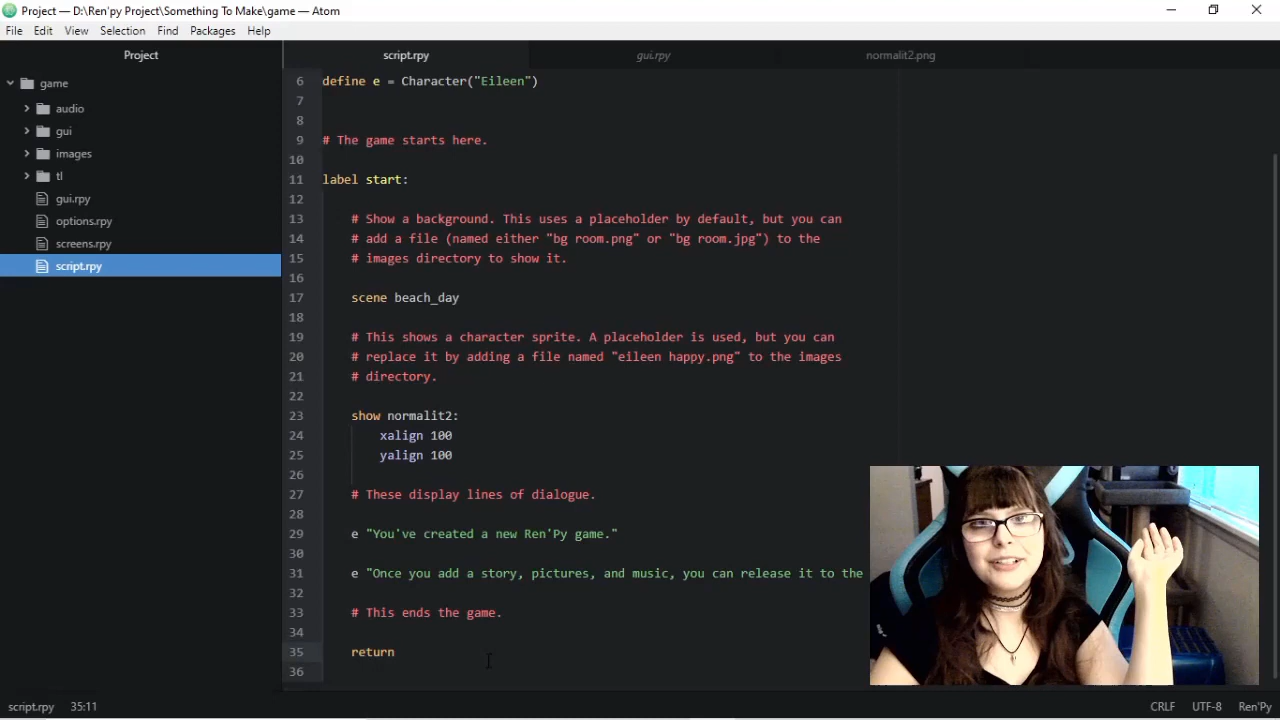 Project — D:\Ren'py Project\Something To Make\game — Atom
File Edit View Selection Find Packages Help
Project
script.rpy gui.rpy normalit2.png
game
audio
gui
images
tl
gui.rpy
options.rpy
screens.rpy
script.rpy
6 define e = Character("Eileen")
7
8
9 # The game starts here.
10
11 label start:
12
13 # Show a background. This uses a placeholder by default, but you can
14 # add a file (named either "bg room.png" or "bg room.jpg") to the
15 # images directory to show it.
16
17 scene beach_day
18
19 # This shows a character sprite. A placeholder is used, but you can
20 # replace it by adding a file named "eileen happy.png" to the images
21 # directory.
22
23 show normalit2:
24 xalign 100
25 yalign 100
26
27 # These display lines of dialogue.
28
29 e "You've created a new Ren'Py game."
30
31 e "Once you add a story, pictures, and music, you can release it to the
32
33 # This ends the game.
34
35 return
36
script.rpy 35:11 CRLF UTF-8 Ren'Py